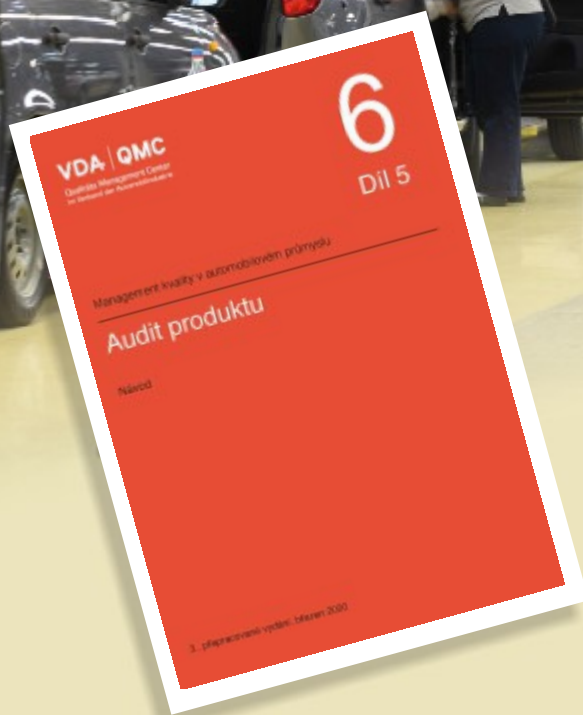 6
Díl 5
VDA | QMC
Qualitäts Management Center
im Verband der Automobilindustrie
Management kvality v automobilovém průmyslu
Audit produktu
Návod
3. přepracované vydání, březen 2020